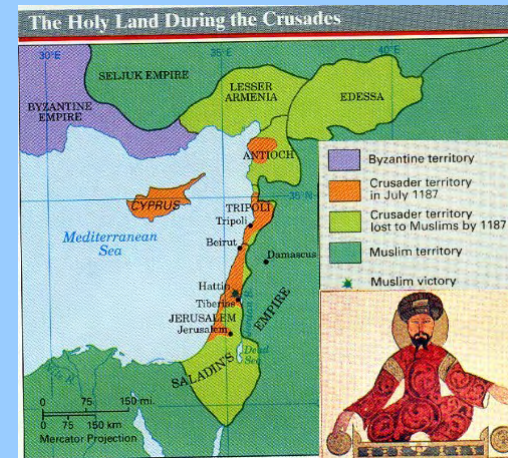 The Holy Land During the Crusades
30°E
35°E
40°E
SELJUK EMPIRE
LESSER
ARMENIA
EDESSA
BYZANTINE
EMPIRE
ANTIOCH
35°N
CYPRUS
TRIPOLI
Tripoli
Mediterranean
Sea
Beirut
Damascus
Hattin
Tiberias
JERUSALEM
Jerusalem
Dead
Sea
SALADIN'S EMPIRE
Nile R.
0 75 150 mi.
0 75 150 km
Mercator Projection
Byzantine territory
Crusader territory
in July 1187
Crusader territory
lost to Muslims by 1187
Muslim territory
Muslim victory